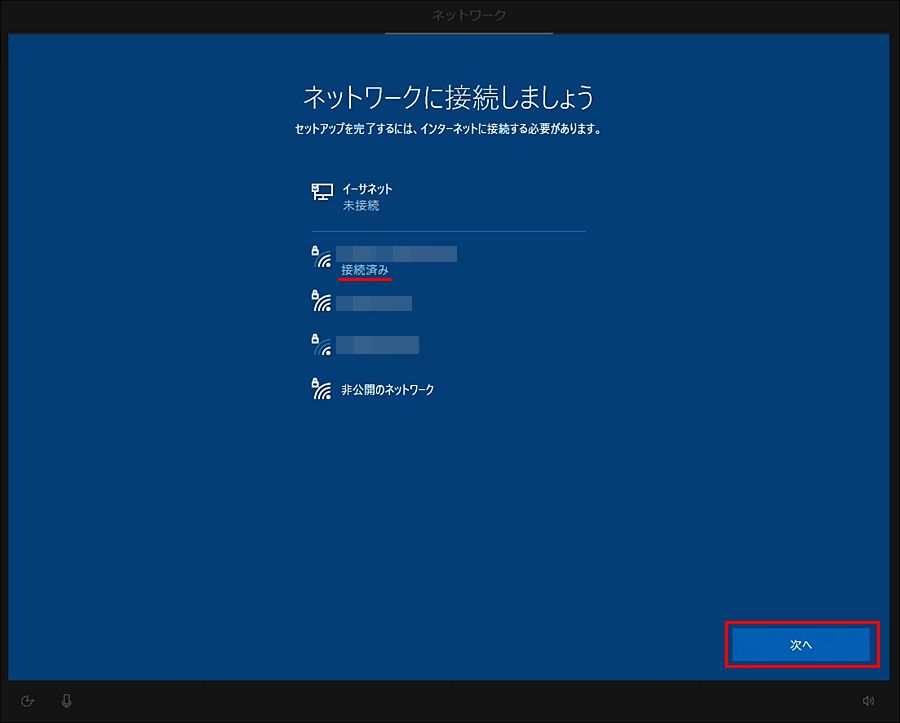 ネットワーク
ネットワークに接続しましょう
セットアップを完了するには、インターネットに接続する必要があります。
イーサネット
未接続
接続済み
非公開のネットワーク
次へ